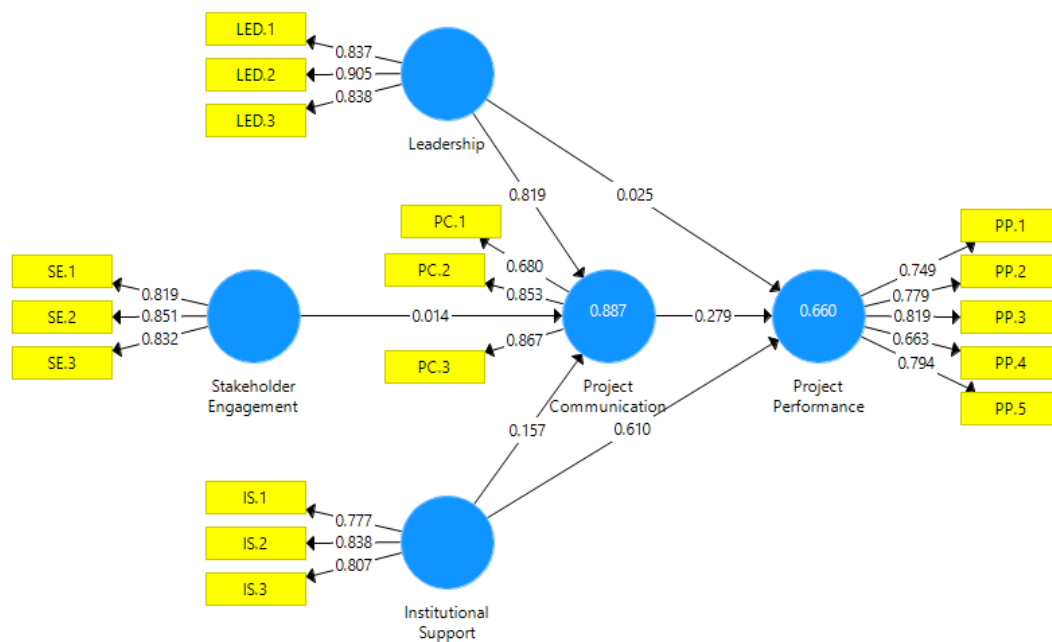 LED.1
0.837
LED.2
0.905
LED.3
0.838
Leadership
0.819
0.025
PC.1
0.680
PC.2
0.853
PC.3
0.867
SE.1
0.819
SE.2
0.851
SE.3
0.832
Stakeholder
Engagement
0.014
0.887
Project
Communication
0.279
0.660
Project
Performance
PP.1
0.749
PP.2
0.779
PP.3
0.819
PP.4
0.663
PP.5
0.794
0.157
0.610
IS.1
0.777
IS.2
0.838
IS.3
0.807
Institutional
Support